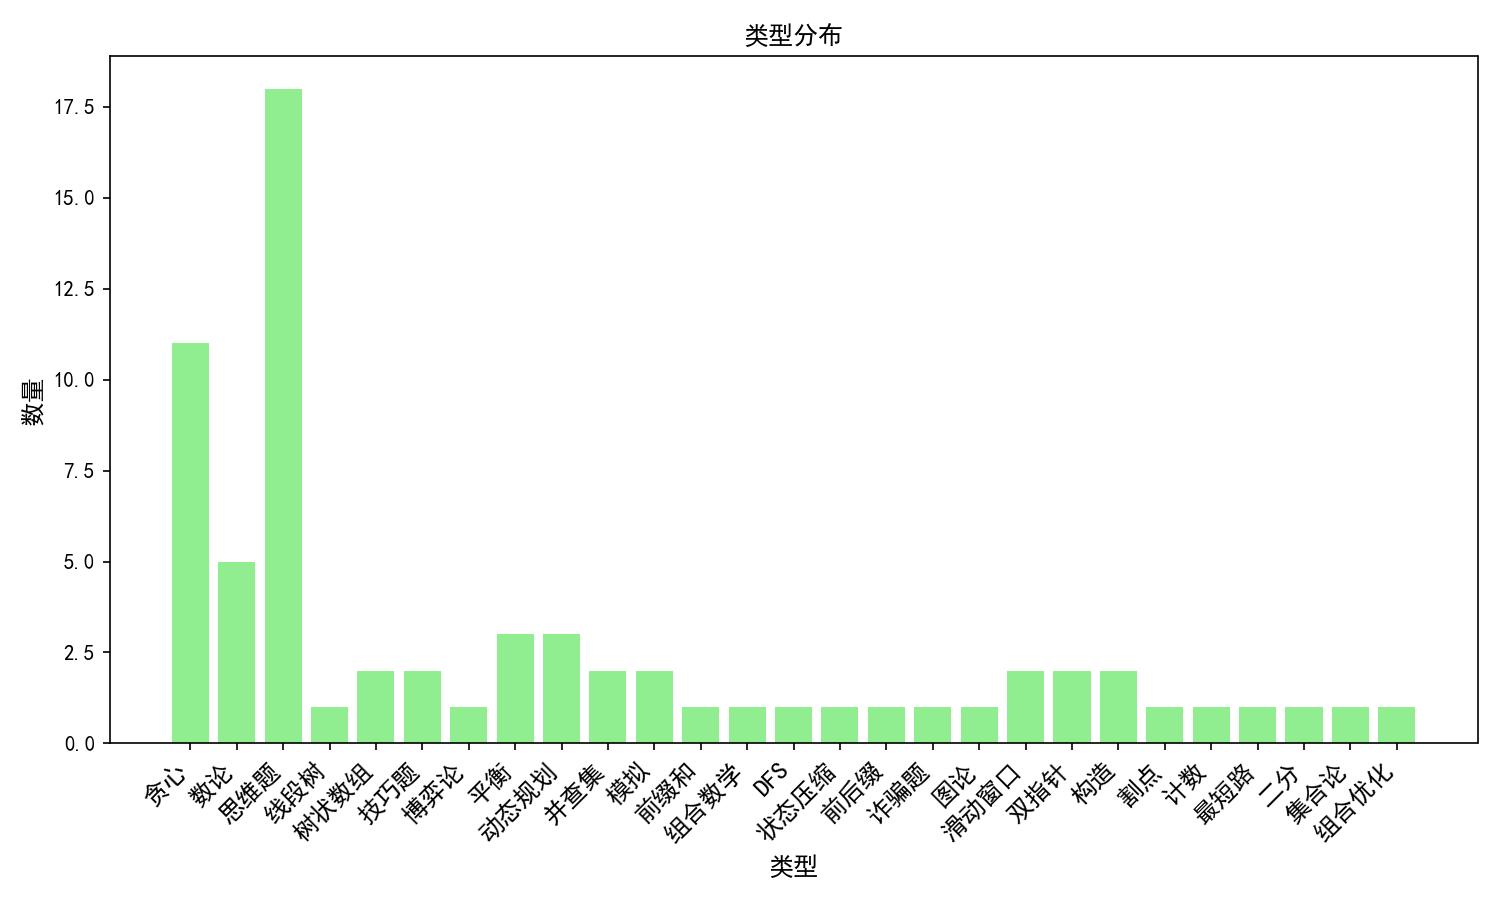 类型分布
数量
17.5
15.0
12.5
10.0
7.5
5.0
2.5
0.0
贪心
数论
思维题
线段树
树状数组
技巧题
博弈论
平衡
动态规划
并查集
模拟
前缀和
组合数学
DFS
状态压缩
前后缀
诈骗题
图论
滑动窗口
双指针
构造
割点
计数
最短路
二分
集合论
组合优化
类型